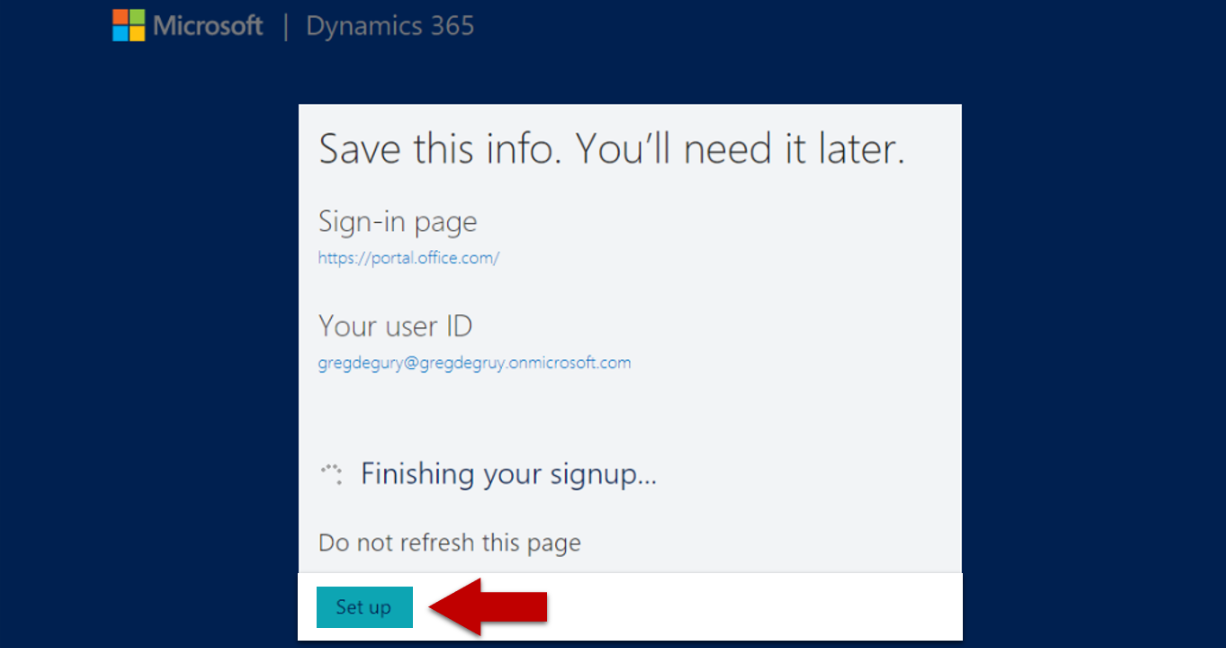 Microsoft | Dynamics 365
Save this info. You'll need it later.
Sign-in page
https://portal.office.com/
Your user ID
gregdegury@gregdegruy.onmicrosoft.com
Finishing your signup...
Do not refresh this page
Set up